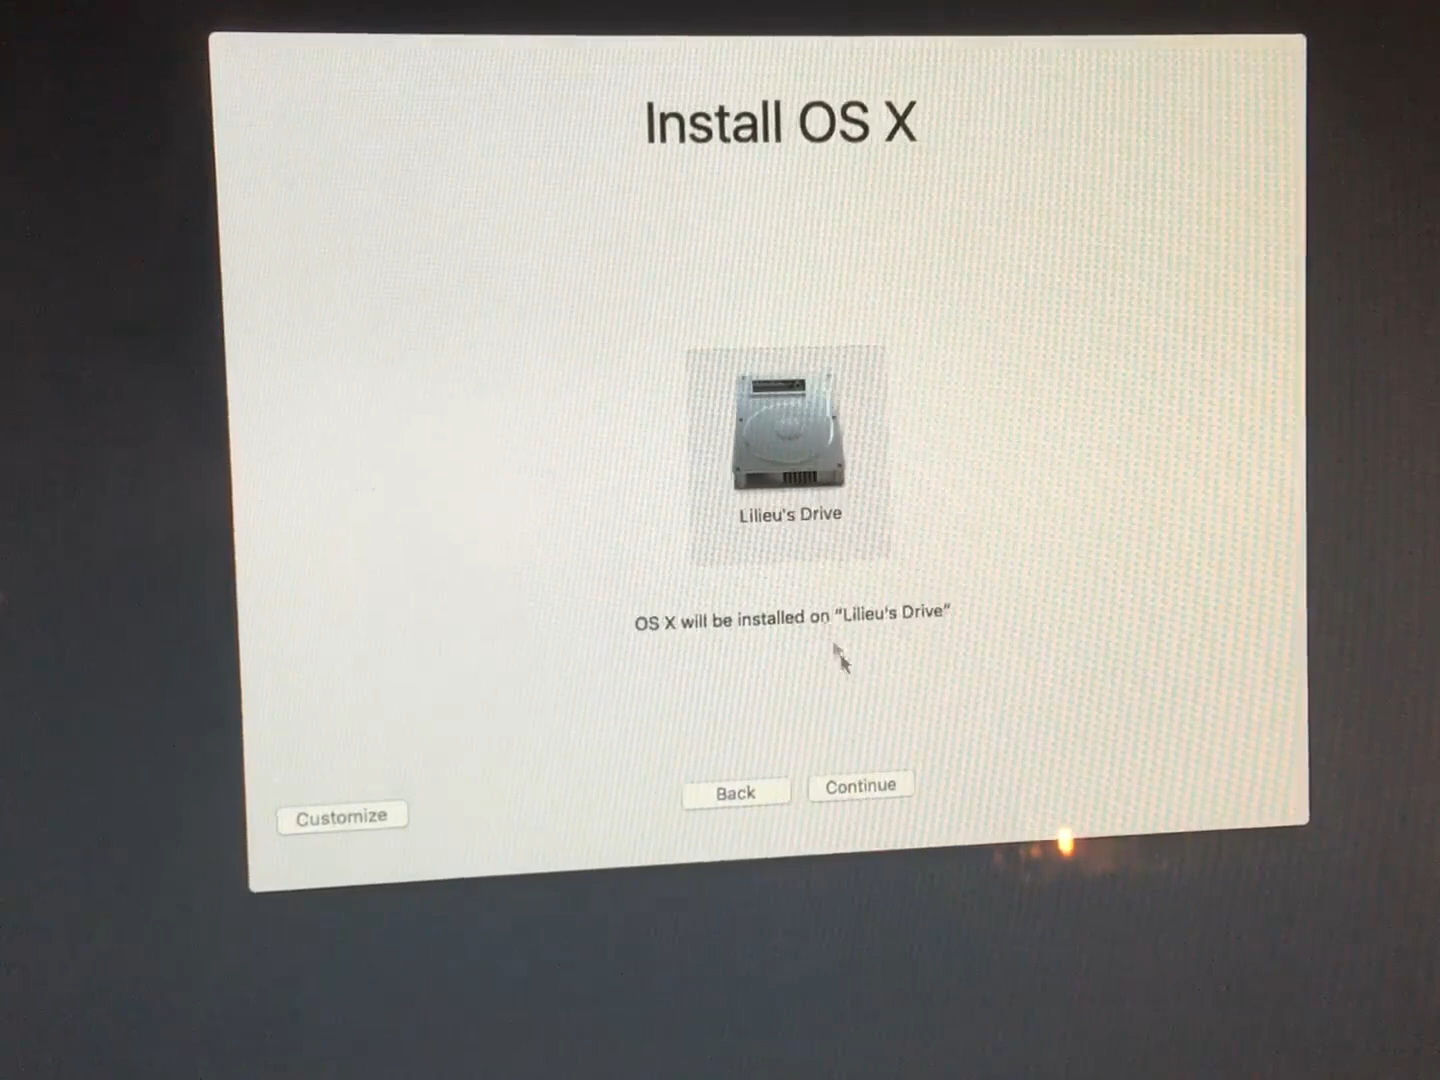 Install OS X
Lilieu's Drive
OS X will be installed on “Lilieu's Drive”
Customize
Back
Continue